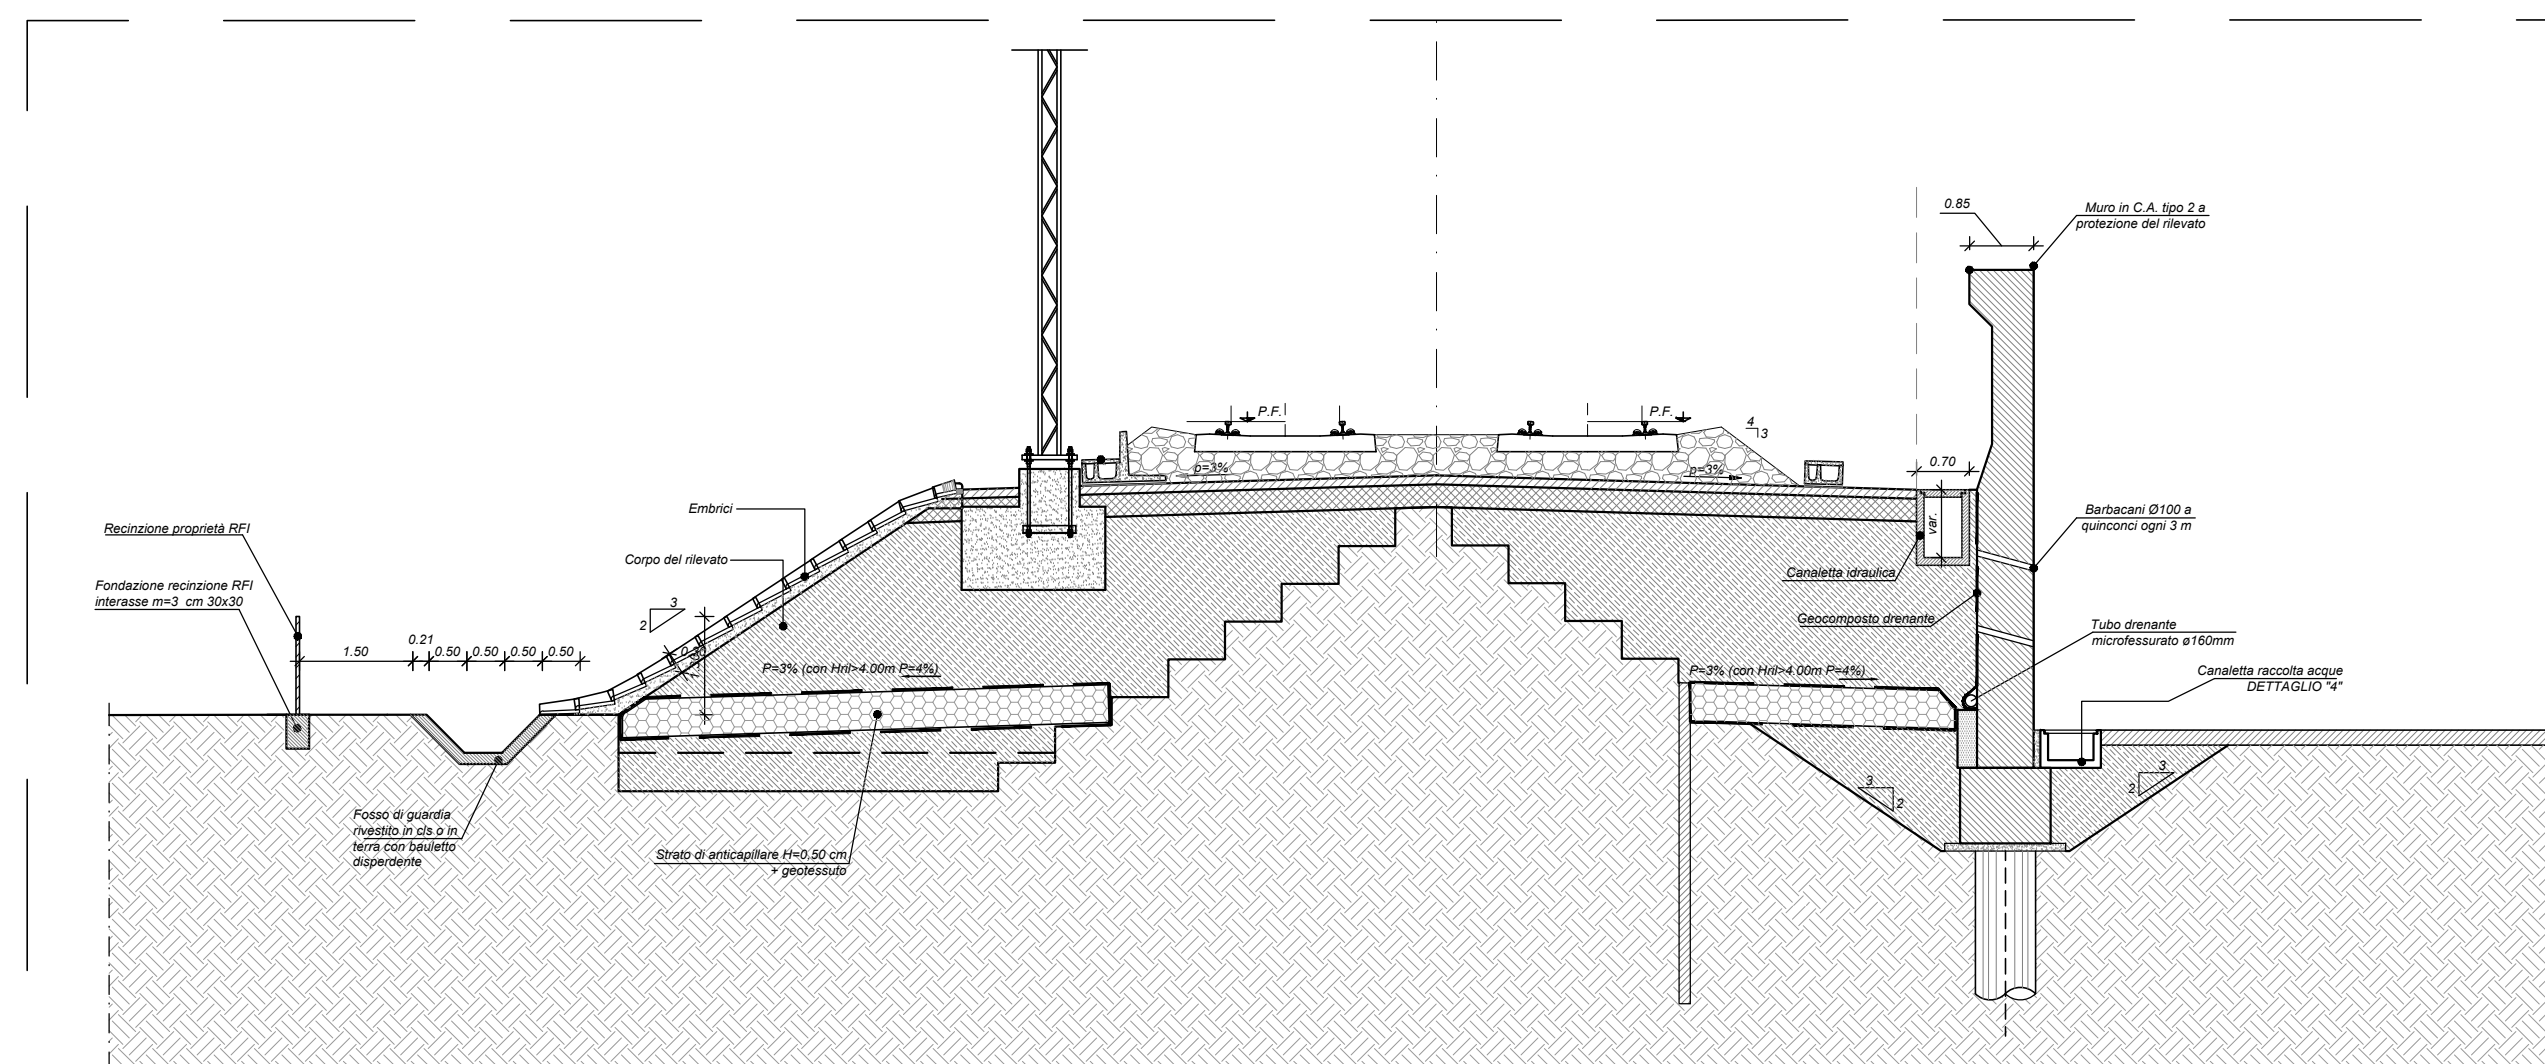 0.85
Muro in C.A. tipo 2 a
protezione del rilevato
P.F.
P.F.
4
3
p=3%
p=3%
0.70
var.
Embrici
Recinzione proprietà RFI
Corpo del rilevato
Fondazione recinzione RFI
interasse m=3 cm 30x30
Barbacani Ø100 a
quinconci ogni 3 m
Canaletta idraulica
Geocomposto drenante
3
2
Tubo drenante
microfessurato ø160mm
1.50
0.21
0.50
0.50
0.50
0.50
P=3% (con Hril>4.00m P=4%)
P=3% (con Hril>4.00m P=4%)
Canaletta raccolta acque
DETTAGLIO "4"
3
2
3
2
Fosso di guardia
rivestito in cls o in
terra con bauletto
disperdente
Strato di anticapillare H=0,50 cm
+ geotessuto